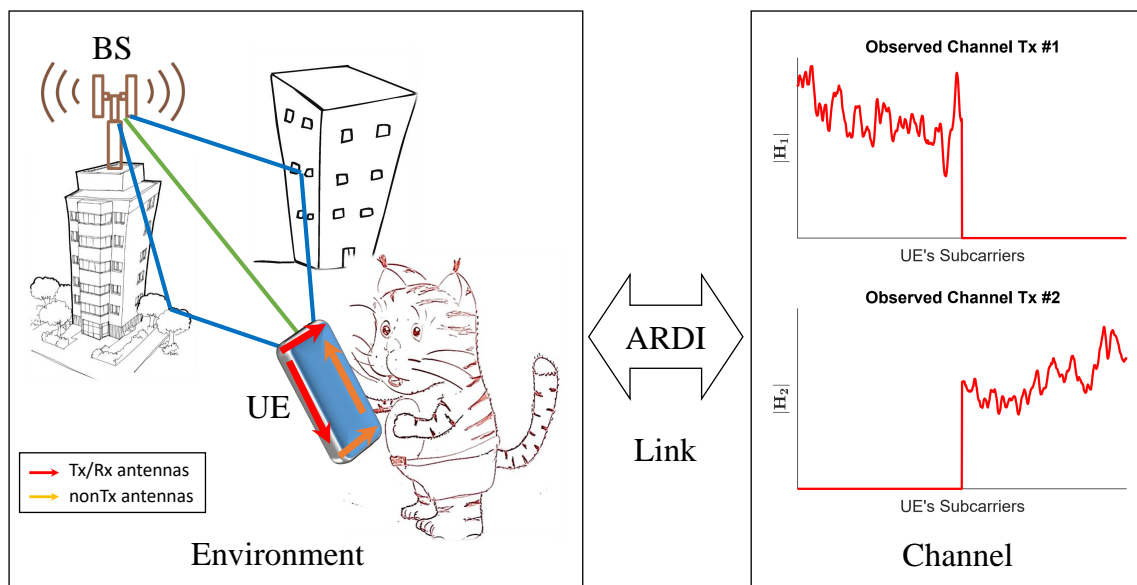 BS
UE
Tx/Rx antennas
nonTx antennas
Environment
ARDI
Link
Observed Channel Tx #1
|H₁|
UE's Subcarriers
Observed Channel Tx #2
|H₂|
UE's Subcarriers
Channel